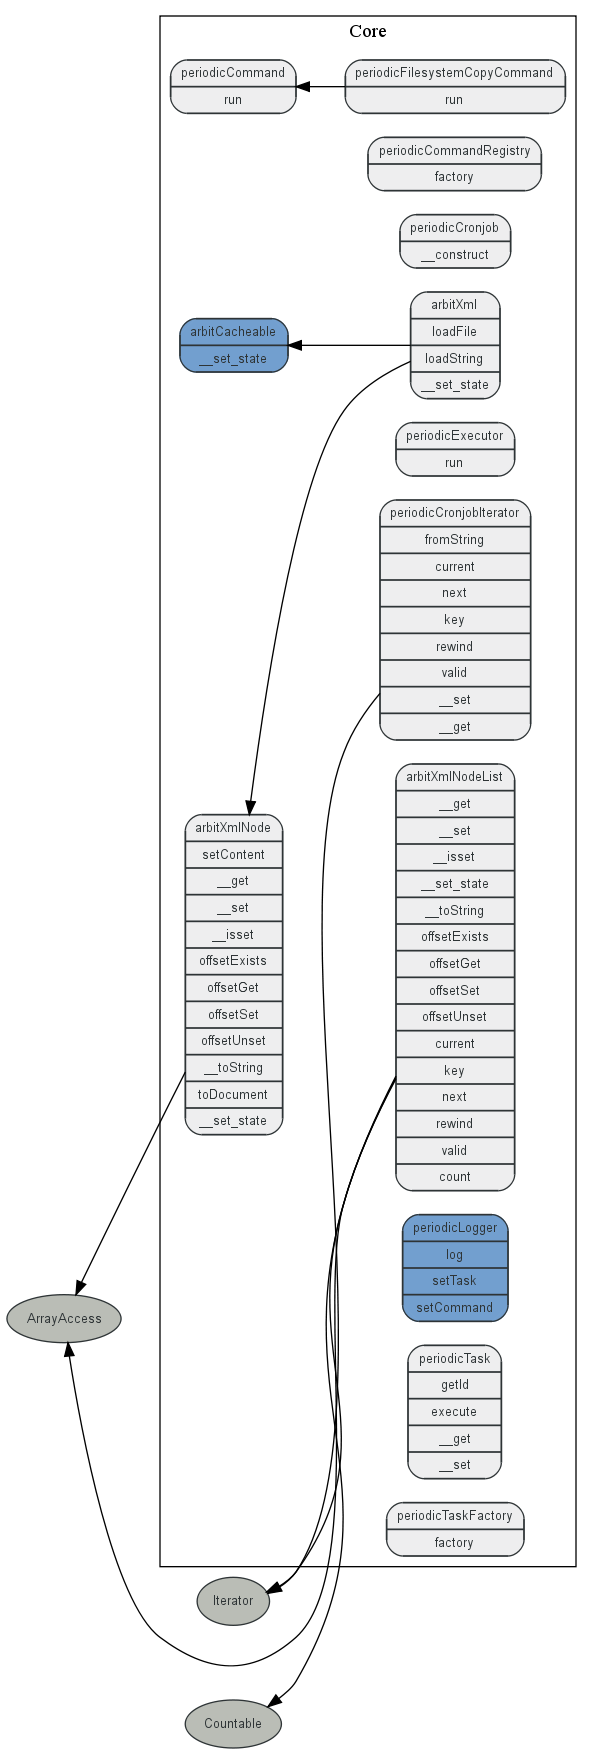 Core
periodicCommand
run
periodicFilesystemCopyCommand
run
periodicCommandRegistry
factory
periodicCronjob
__construct
arbitXml
loadFile
loadString
__set_state
arbitCacheable
__set_state
periodicExecutor
run
periodicCronjobIterator
fromString
current
next
key
rewind
valid
__set
__get
arbitXmlNode
setContent
__get
__set
__isset
offsetExists
offsetGet
offsetSet
offsetUnset
__toString
toDocument
__set_state
arbitXmlNodeList
__get
__set
__isset
__set_state
__toString
offsetExists
offsetGet
offsetSet
offsetUnset
current
key
next
rewind
valid
count
periodicLogger
log
setTask
setCommand
ArrayAccess
periodicTask
getId
execute
__get
__set
periodicTaskFactory
factory
Iterator
Countable